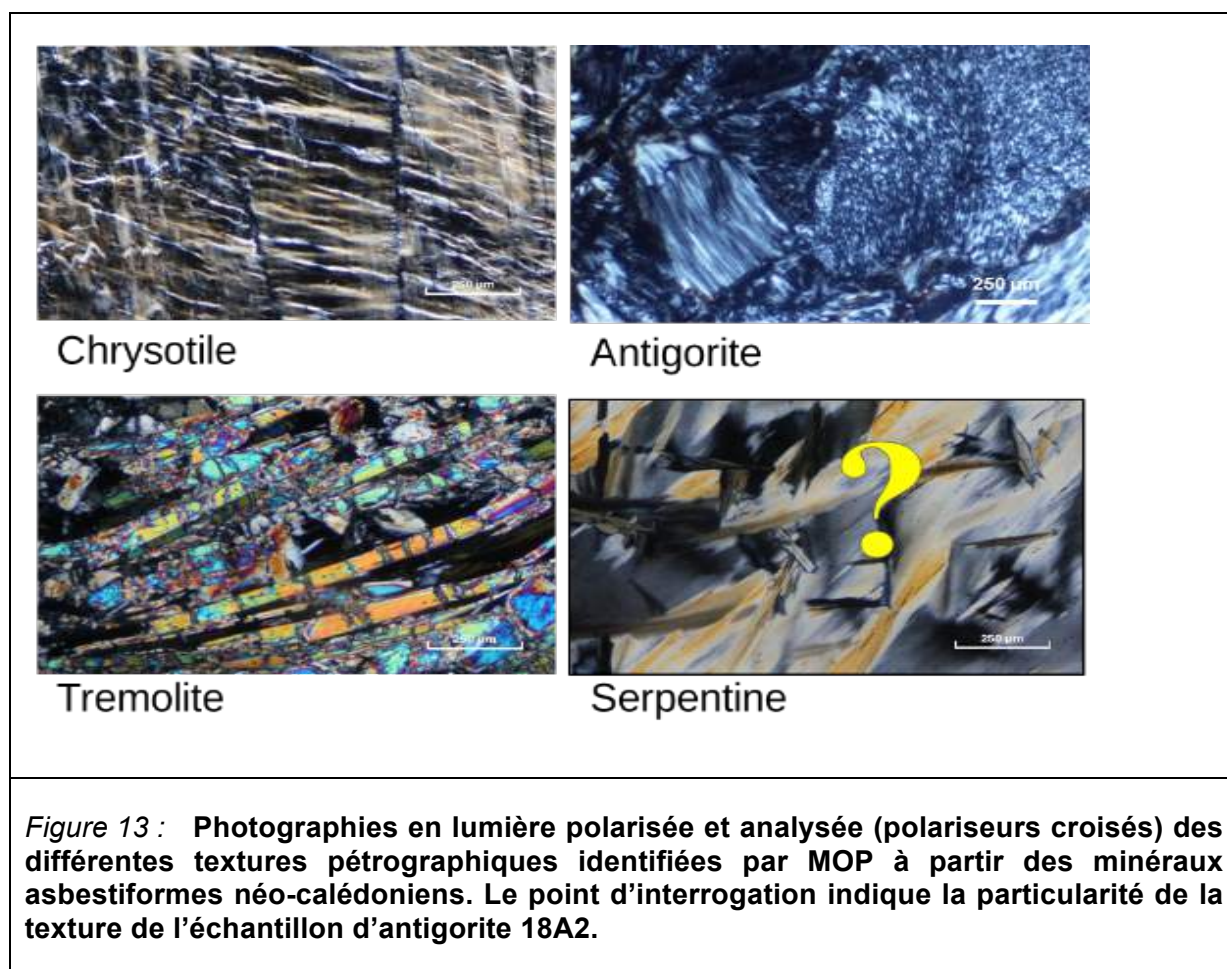 250 µm
250 µm
Chrysotile
Antigorite
?
250 µm
250 µm
Tremolite
Serpentine
Figure 13 : Photographies en lumière polarisée et analysée (polariseurs croisés) des
différentes textures pétrographiques identifiées par MOP à partir des minéraux
asbestiformes néo-calédoniens. Le point d’interrogation indique la particularité de la
texture de l’échantillon d’antigorite 18A2.